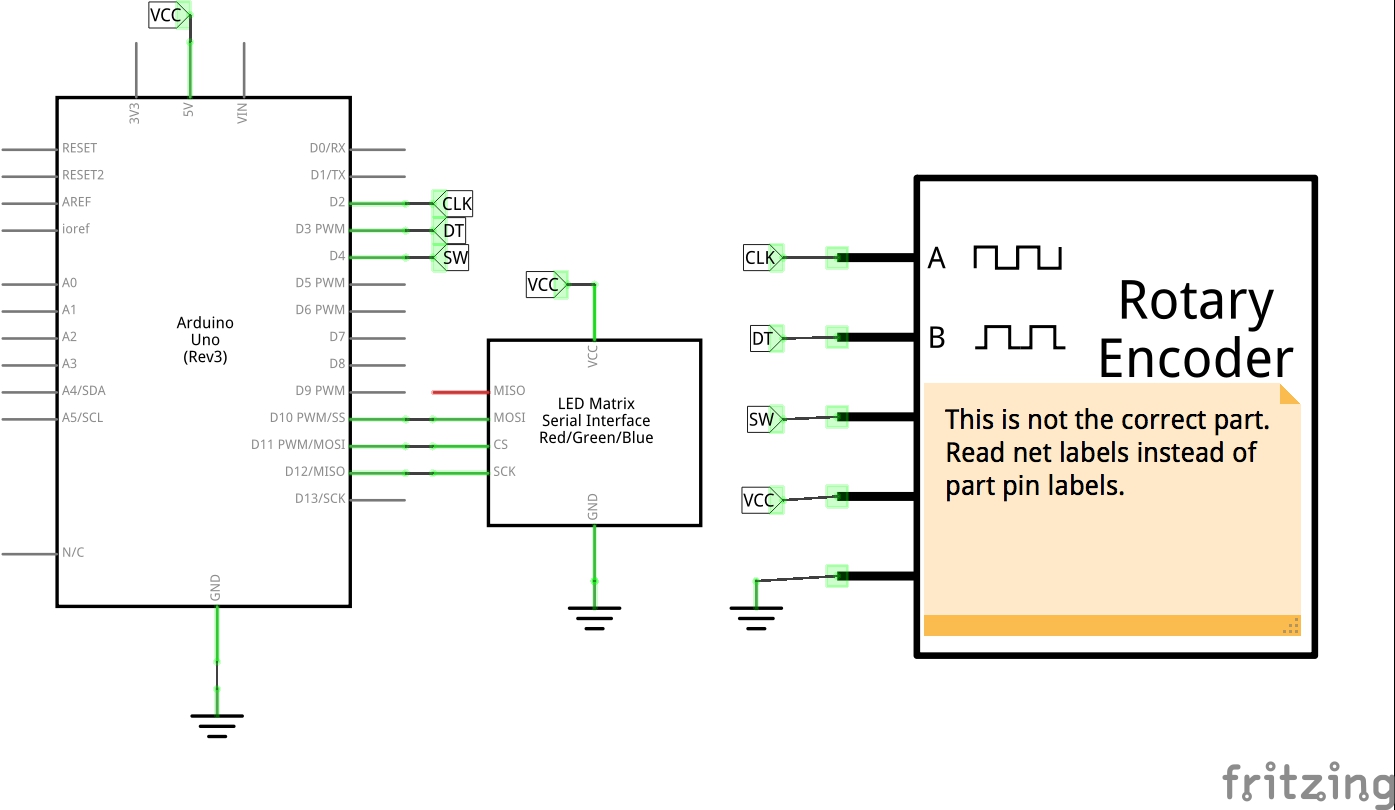 VCC
3V3
5V
VIN
RESET
RESET2
AREF
ioref
A0
A1
A2
A3
A4/SDA
A5/SCL
N/C
Arduino
Uno
(Rev3)
D0/RX
D1/TX
D2
D3 PWM
D4
D5 PWM
D6 PWM
D7
D8
D9 PWM
D10 PWM/SS
D11 PWM/MOSI
D12/MISO
D13/SCK
GND
CLK
DT
SW
VCC
VCC
MISO
MOSI
CS
SCK
LED Matrix
Serial Interface
Red/Green/Blue
GND
CLK
DT
SW
VCC
A
B
Rotary
Encoder
This is not the correct part.
Read net labels instead of
part pin labels.
fritzing